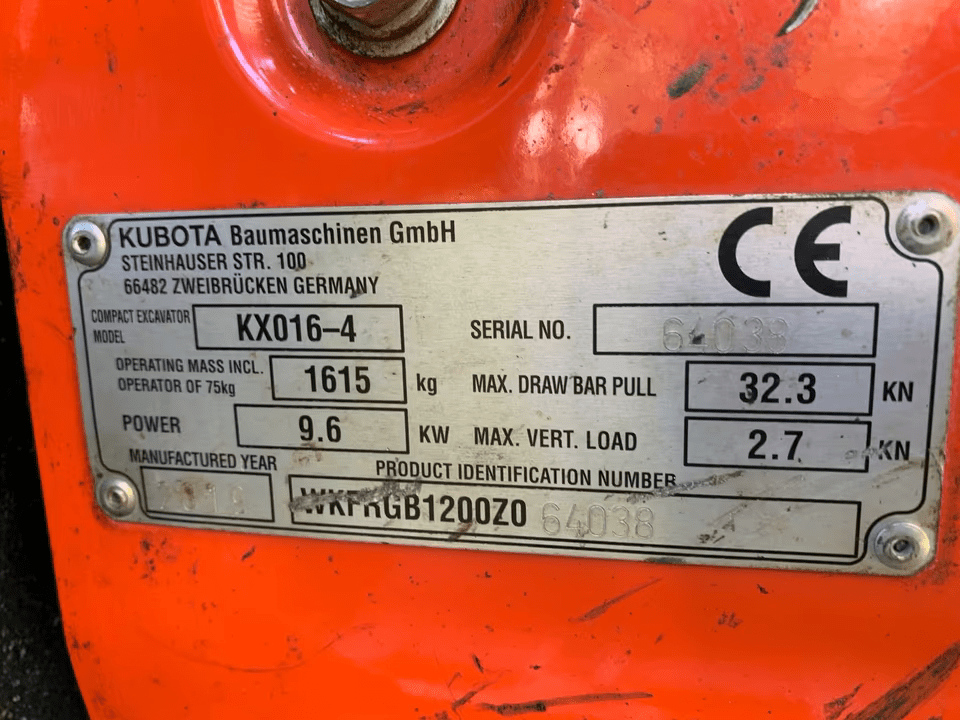 KUBOTA Baumaschinen GmbH
STEINHAUSER STR. 100
66482 ZWEIBRÜCKEN GERMANY
CE
COMPACT EXCAVATOR MODEL KX016-4
SERIAL NO. 64038
OPERATING MASS INCL. OPERATOR OF 75kg 1615 kg
MAX. DRAW BAR PULL 32.3 KN
POWER 9.6 KW
MAX. VERT. LOAD 2.7 KN
MANUFACTURED YEAR
PRODUCT IDENTIFICATION NUMBER
WKFRGB1200Z0 64038